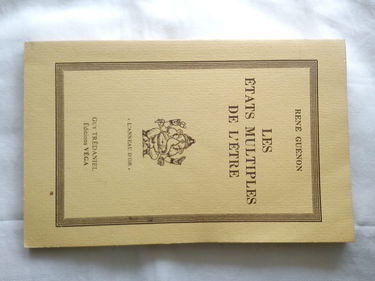 RENÉ GUÉNON
LES
ÉTATS MULTIPLES
DE L'ÊTRE
« L'ANNEAU D'OR »
GUY TRÉDANIEL
Éditions VÉGA